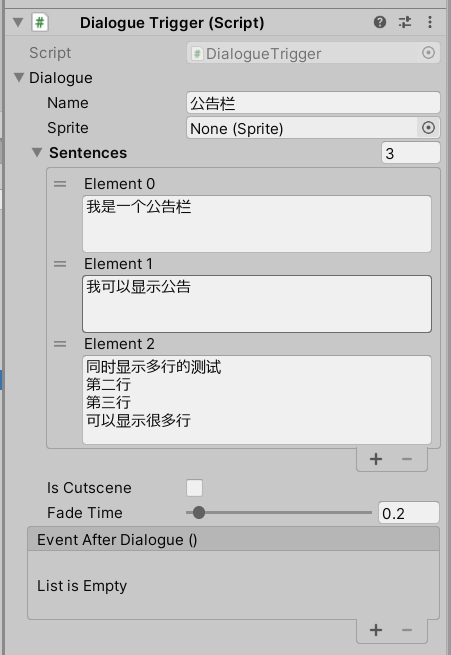 Dialogue Trigger (Script)
Script
DialogueTrigger
Dialogue
Name
公告栏
Sprite
None (Sprite)
Sentences
3
Element 0
我是一个公告栏
Element 1
我可以显示公告
Element 2
同时显示多行的测试
第二行
第三行
可以显示很多行
Is Cutscene
Fade Time
0.2
Event After Dialogue ()
List is Empty